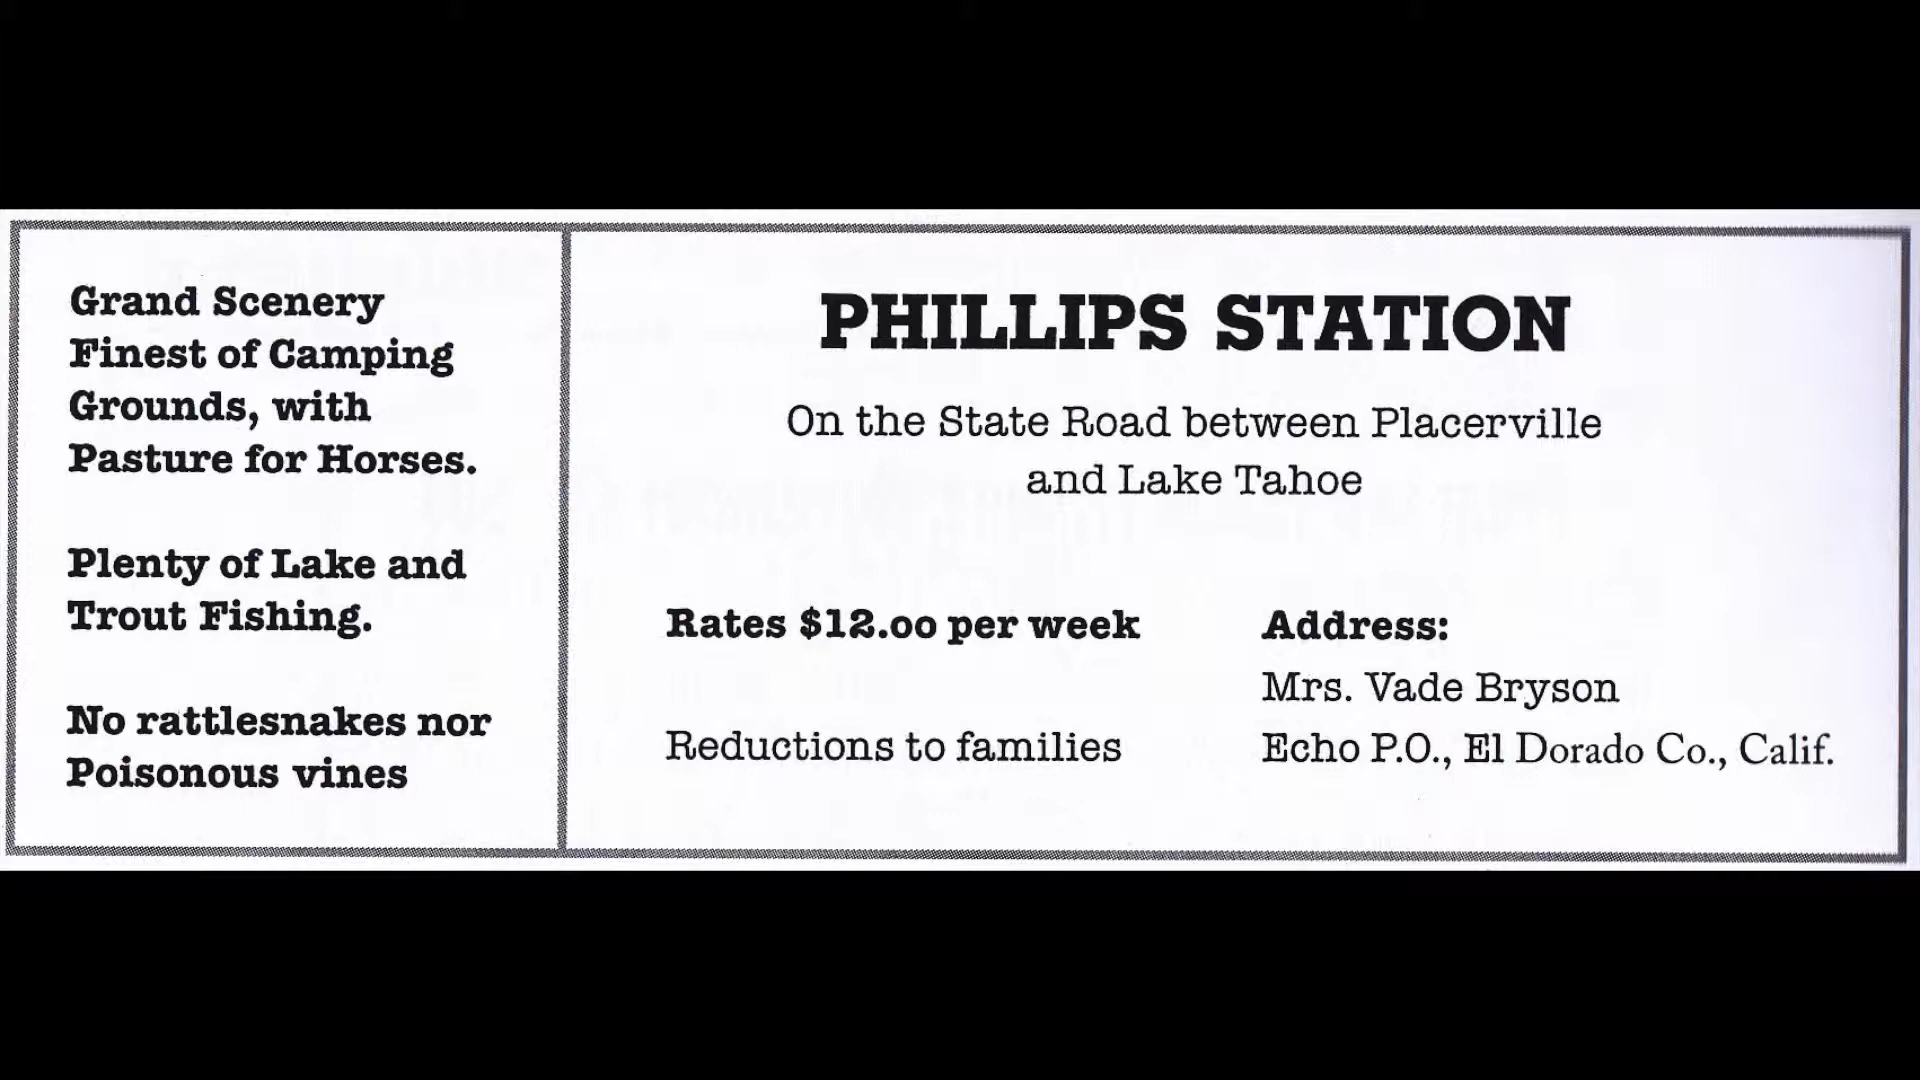 Grand Scenery
Finest of Camping
Grounds, with
Pasture for Horses.
Plenty of Lake and
Trout Fishing.
No rattlesnakes nor
Poisonous vines
PHILLIPS STATION
On the State Road between Placerville
and Lake Tahoe
Rates $12.00 per week
Reductions to families
Address:
Mrs. Vade Bryson
Echo P.O., El Dorado Co., Calif.